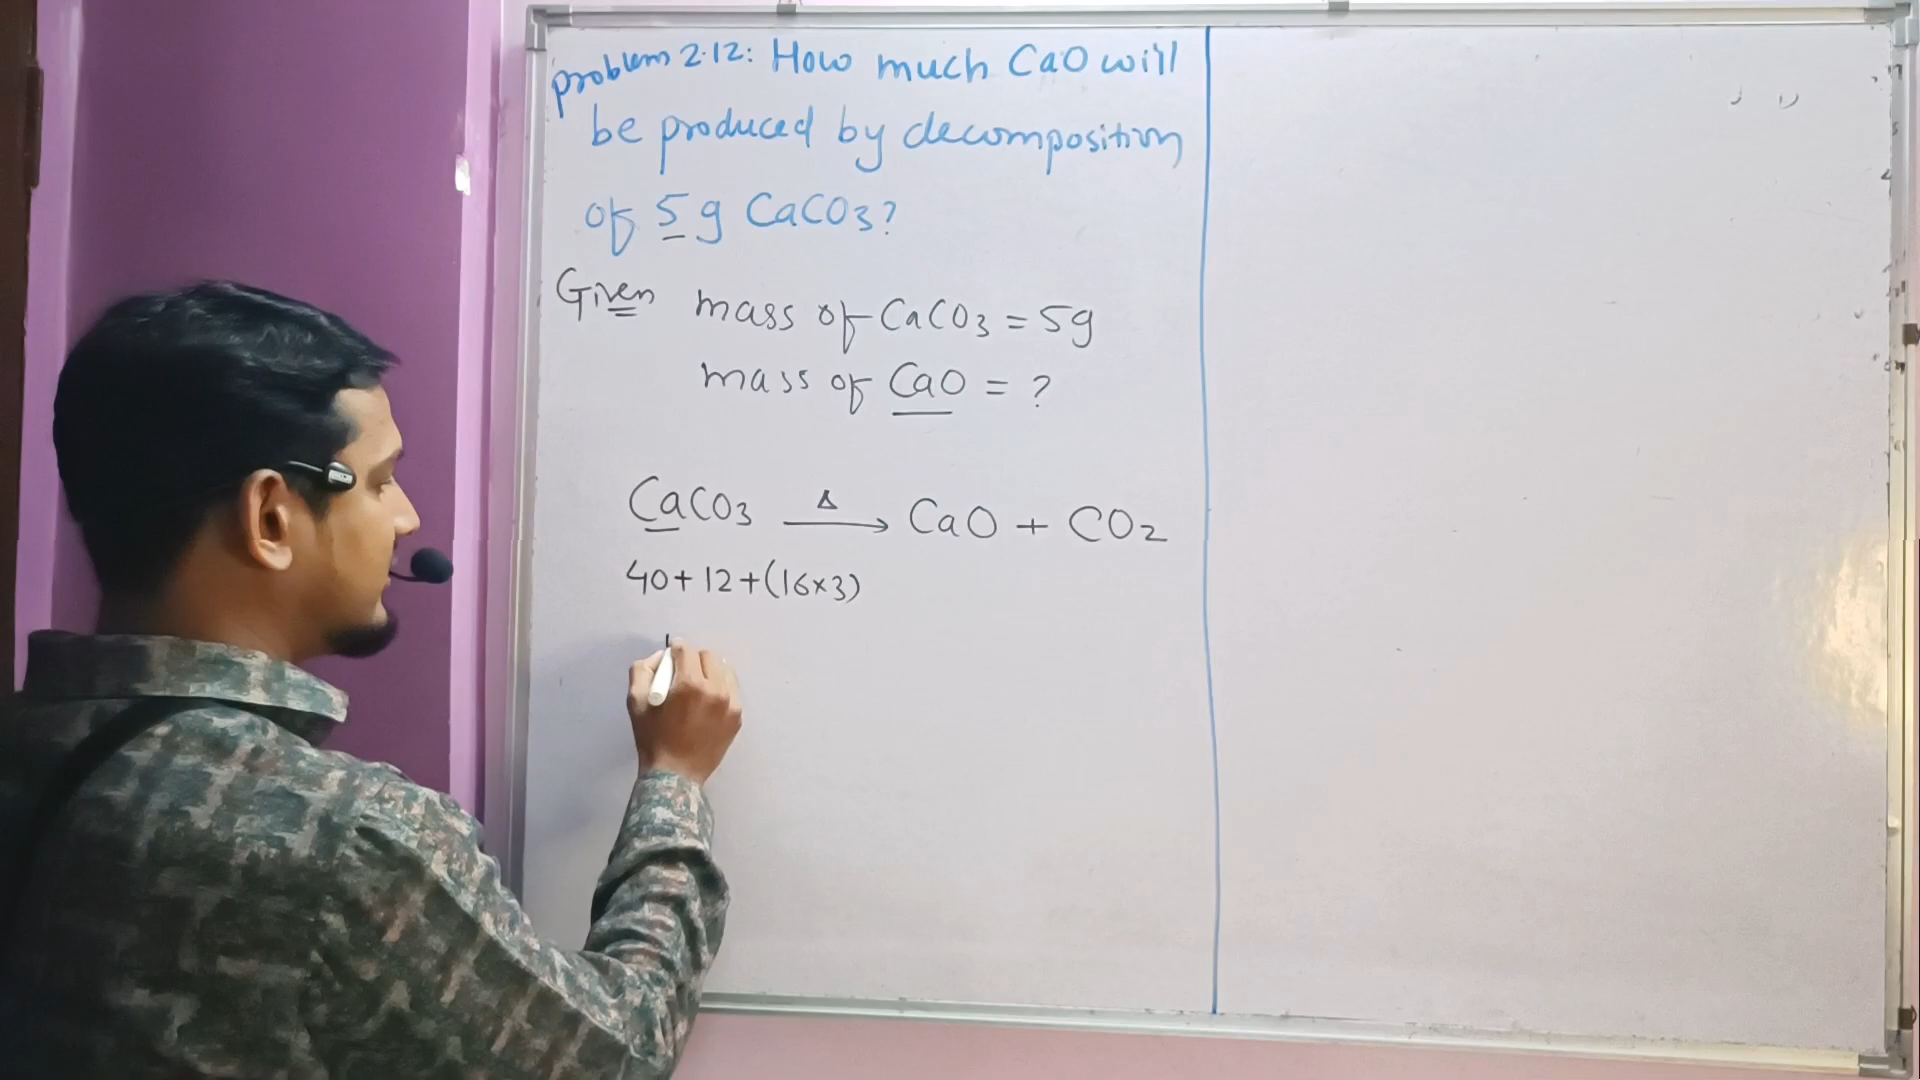 problem 2.12: How much CaO will
be produced by decomposition
of 5 g CaCO3?
Given mass of CaCO3 = 5g
mass of CaO = ?
CaCO3 Δ→ CaO + CO2
40+12+(16×3)